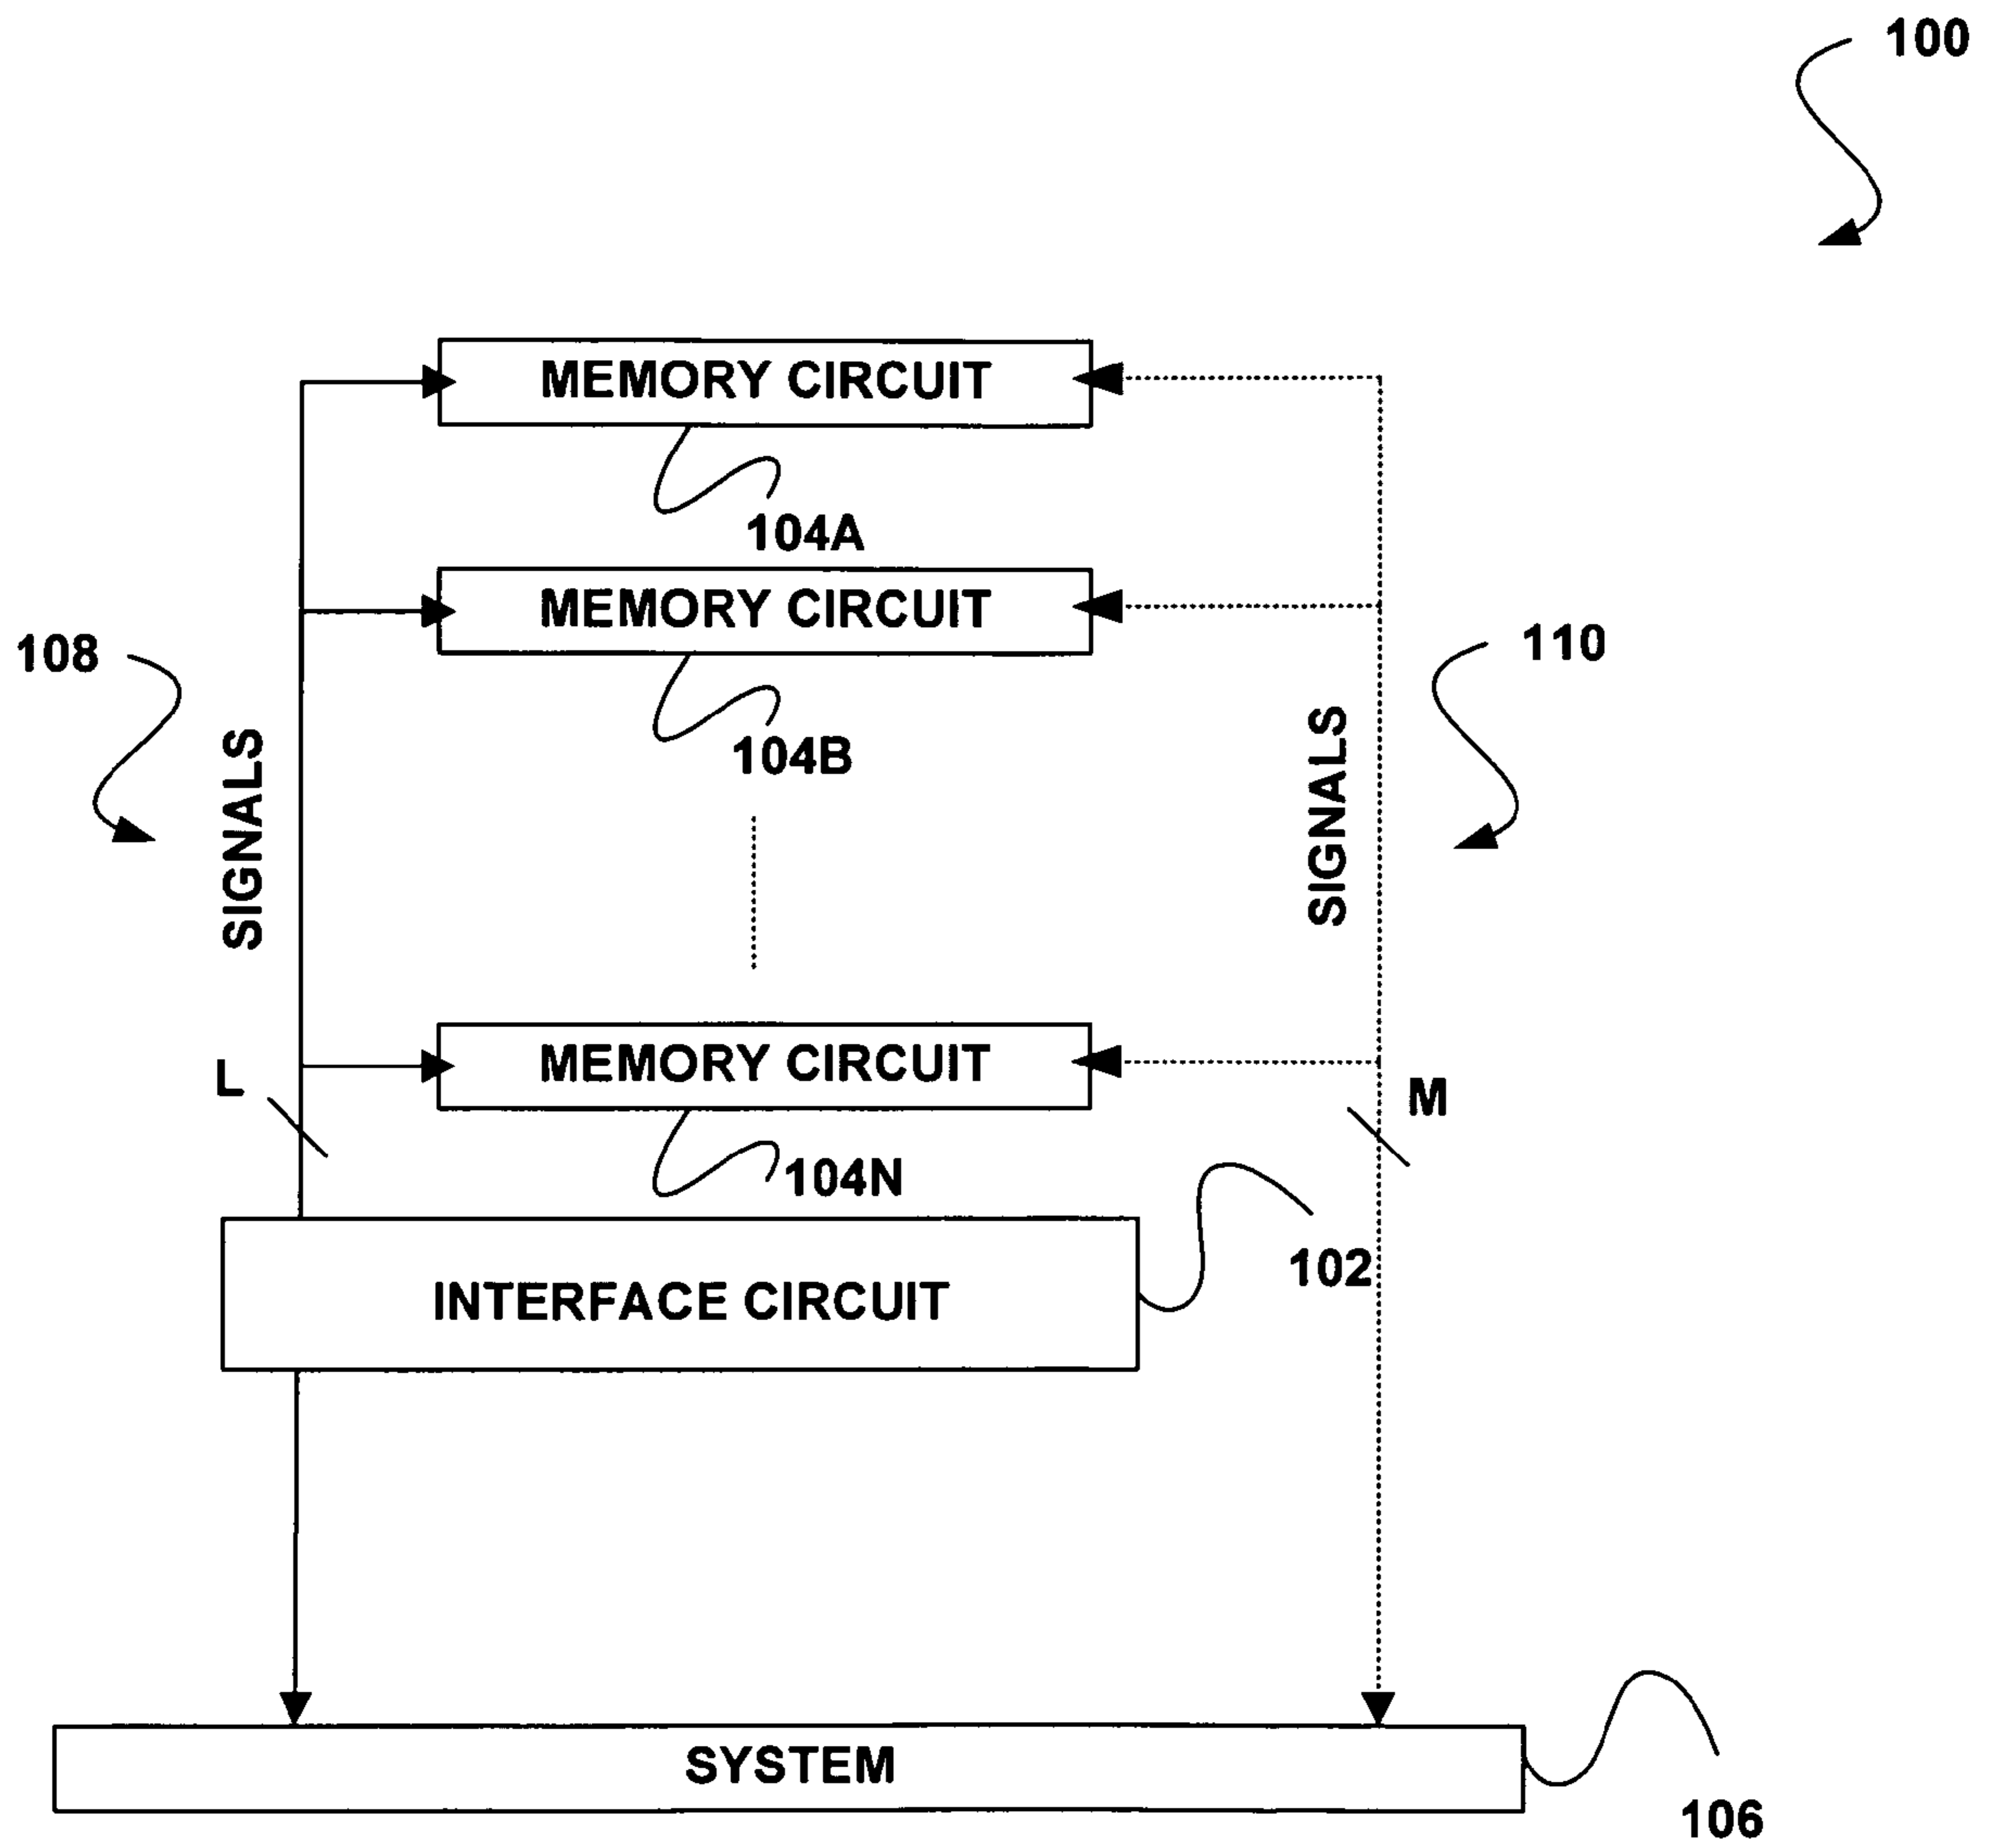 100
MEMORY CIRCUIT
104A
MEMORY CIRCUIT
108
110
104B
SIGNALS
SIGNALS
MEMORY CIRCUIT
L
M
104N
102
INTERFACE CIRCUIT
SYSTEM
106